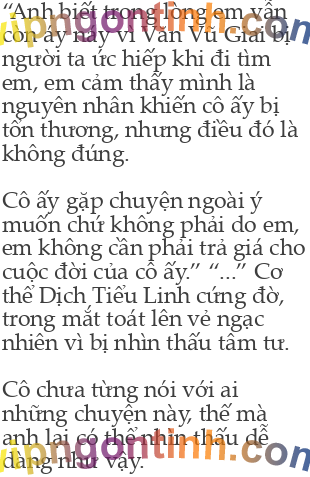 “Anh biết trong lòng em vẫn
còn áy náy vì Văn Vũ Giai bị
người ta ức hiếp khi đi tìm
em, em cảm thấy mình là
nguyên nhân khiến cô ấy bị
tổn thương, nhưng điều đó là
không đúng.
Cô ấy gặp chuyện ngoài ý
muốn chứ không phải do em,
em không cần phải trả giá cho
cuộc đời của cô ấy.” “...” Cơ
thể Dịch Tiểu Linh cứng đờ,
trong mắt toát lên vẻ ngạc
nhiên vì bị nhìn thấu tâm tư.
Cô chưa từng nói với ai
những chuyện này, thế mà
anh lại có thể nhìn thấu dễ
dàng như vậy.
vipngontinh.com
vipngontinh.com